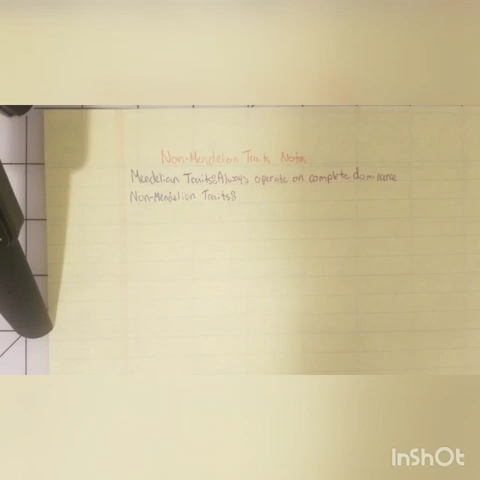 Non-Mendelian Traits Notes
Mendelian Traits: Always operate on complete dominance
Non-Mendelian Traits:
InShOt